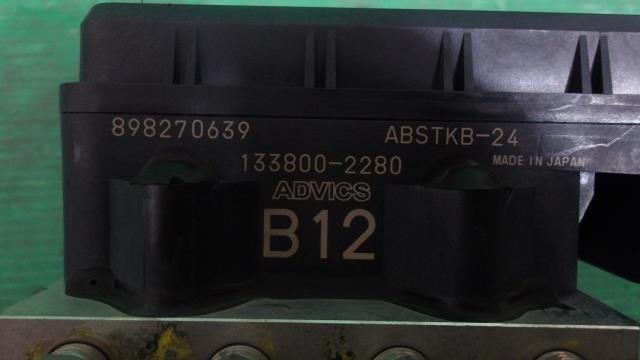 898270639 ABSTKB-24
133800-2280 MADE IN JAPAN
ADVICS
B12